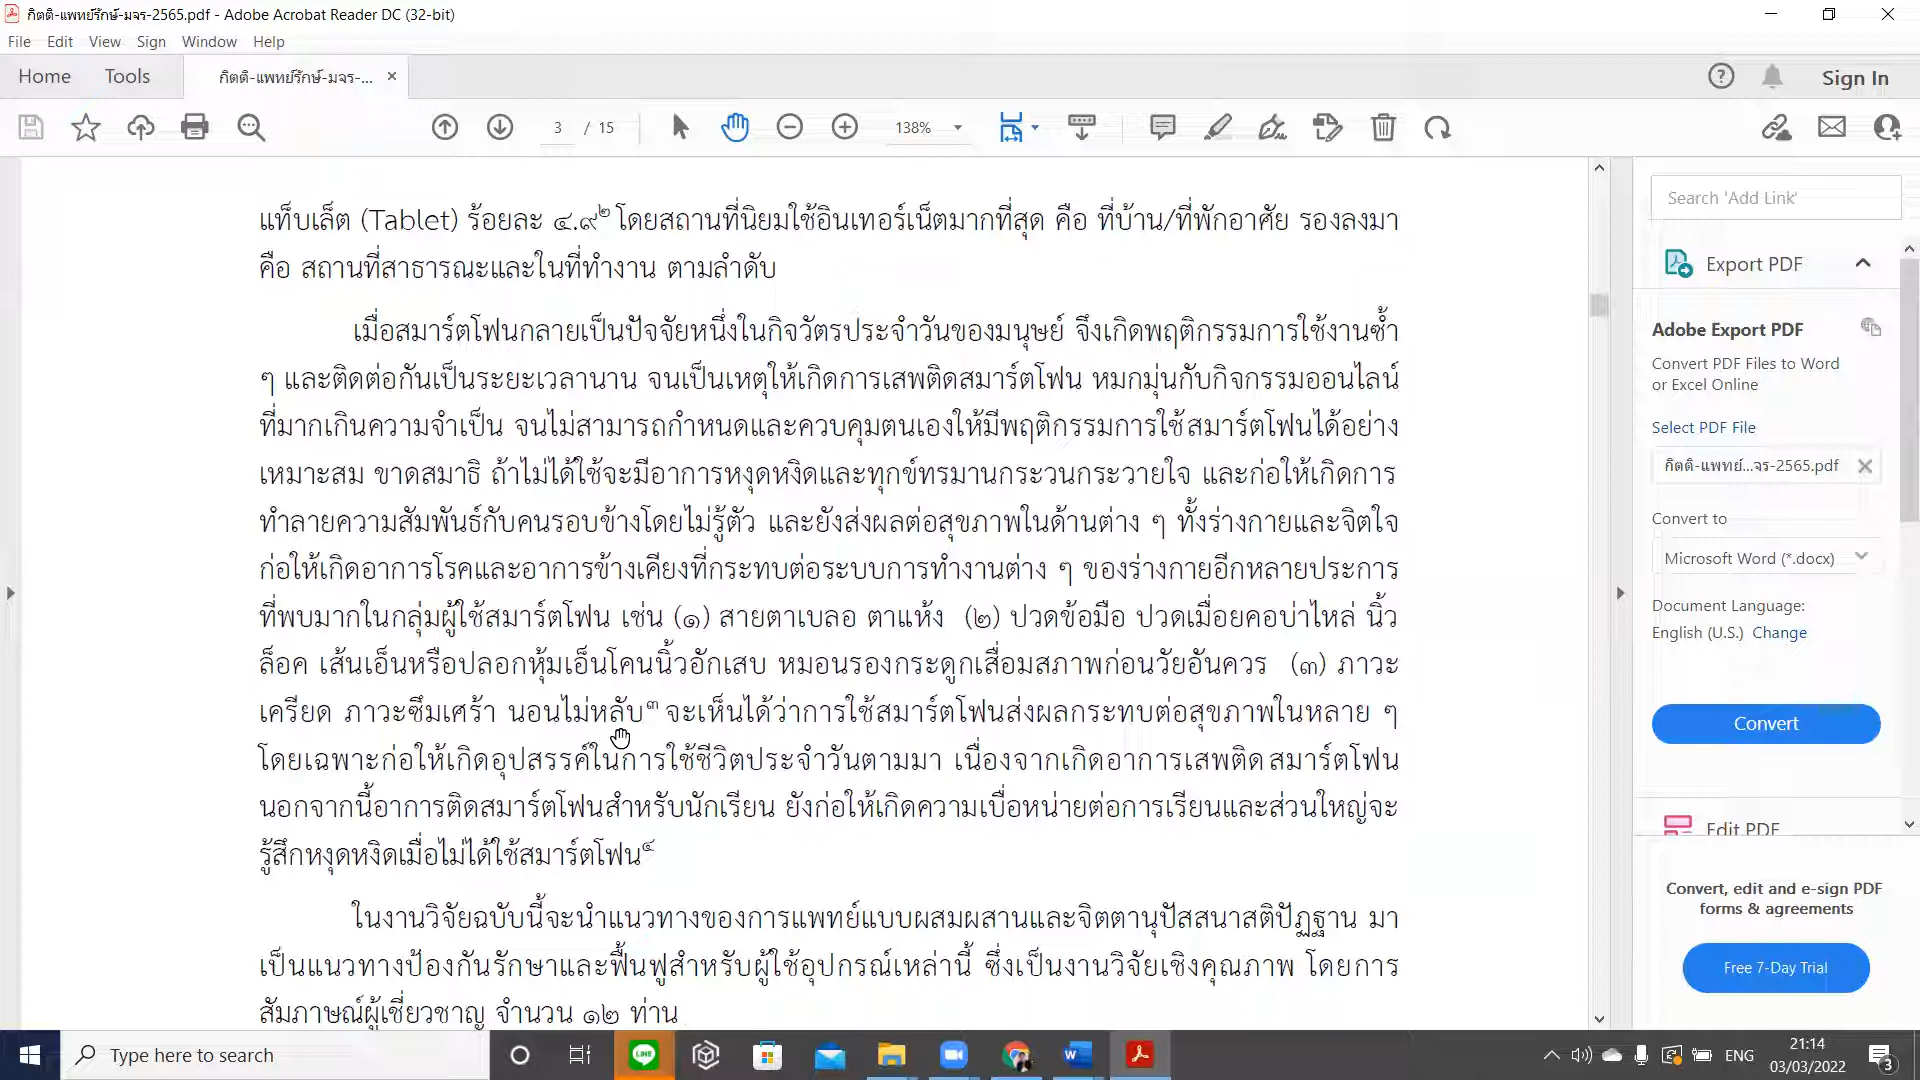 กิตติ-แพทย์รักษ์-มจร-2565.pdf - Adobe Acrobat Reader DC (32-bit)
File Edit View Sign Window Help
Home Tools กิตติ-แพทย์รักษ์-มจร-... × Sign In
3 / 15 138%
แท็บเล็ต (Tablet) ร้อยละ ๔.๙๒ โดยสถานที่นิยมใช้อินเทอร์เน็ตมากที่สุด คือ ที่บ้าน/ที่พักอาศัย รองลงมา
คือ สถานที่สาธารณะและในที่ทำงาน ตามลำดับ
เมื่อสมาร์ตโฟนกลายเป็นปัจจัยหนึ่งในกิจวัตรประจำวันของมนุษย์ จึงเกิดพฤติกรรมการใช้งานซ้ำ
ๆ และติดต่อกันเป็นระยะเวลานาน จนเป็นเหตุให้เกิดการเสพติดสมาร์ตโฟน หมกมุ่นกับกิจกรรมออนไลน์
ที่มากเกินความจำเป็น จนไม่สามารถกำหนดและควบคุมตนเองให้มีพฤติกรรมการใช้สมาร์ตโฟนได้อย่าง
เหมาะสม ขาดสมาธิ ถ้าไม่ได้ใช้จะมีอาการหงุดหงิดและทุกข์ทรมานกระวนกระวายใจ และก่อให้เกิดการ
ทำลายความสัมพันธ์กับคนรอบข้างโดยไม่รู้ตัว และยังส่งผลต่อสุขภาพในด้านต่าง ๆ ทั้งร่างกายและจิตใจ
ก่อให้เกิดอาการโรคและอาการข้างเคียงที่กระทบต่อระบบการทำงานต่าง ๆ ของร่างกายอีกหลายประการ
ที่พบมากในกลุ่มผู้ใช้สมาร์ตโฟน เช่น (๑) สายตาเบลอ ตาแห้ง (๒) ปวดข้อมือ ปวดเมื่อยคอบ่าไหล่ นิ้ว
ล็อค เส้นเอ็นหรือปลอกหุ้มเอ็นโคนนิ้วอักเสบ หมอนรองกระดูกเสื่อมสภาพก่อนวัยอันควร (๓) ภาวะ
เครียด ภาวะซึมเศร้า นอนไม่หลับ๓ จะเห็นได้ว่าการใช้สมาร์ตโฟนส่งผลกระทบต่อสุขภาพในหลาย ๆ
โดยเฉพาะก่อให้เกิดอุปสรรค์ในการใช้ชีวิตประจำวันตามมา เนื่องจากเกิดอาการเสพติดสมาร์ตโฟน
นอกจากนี้อาการติดสมาร์ตโฟนสำหรับนักเรียน ยังก่อให้เกิดความเบื่อหน่ายต่อการเรียนและส่วนใหญ่จะ
รู้สึกหงุดหงิดเมื่อไม่ได้ใช้สมาร์ตโฟน๔
ในงานวิจัยฉบับนี้จะนำแนวทางของการแพทย์แบบผสมผสานและจิตตานุปัสสนาสติปัฏฐาน มา
เป็นแนวทางป้องกันรักษาและฟื้นฟูสำหรับผู้ใช้อุปกรณ์เหล่านี้ ซึ่งเป็นงานวิจัยเชิงคุณภาพ โดยการ
สัมภาษณ์ผู้เชี่ยวชาญ จำนวน ๑๒ ท่าน
Search 'Add Link'
Export PDF
Adobe Export PDF
Convert PDF Files to Word
or Excel Online
Select PDF File
กิตติ-แพทย์...จร-2565.pdf
Convert to
Microsoft Word (*.docx)
Document Language:
English (U.S.) Change
Convert
Edit PDF
Convert, edit and e-sign PDF
forms & agreements
Free 7-Day Trial
Type here to search
LINE
ENG
21:14
03/03/2022
3